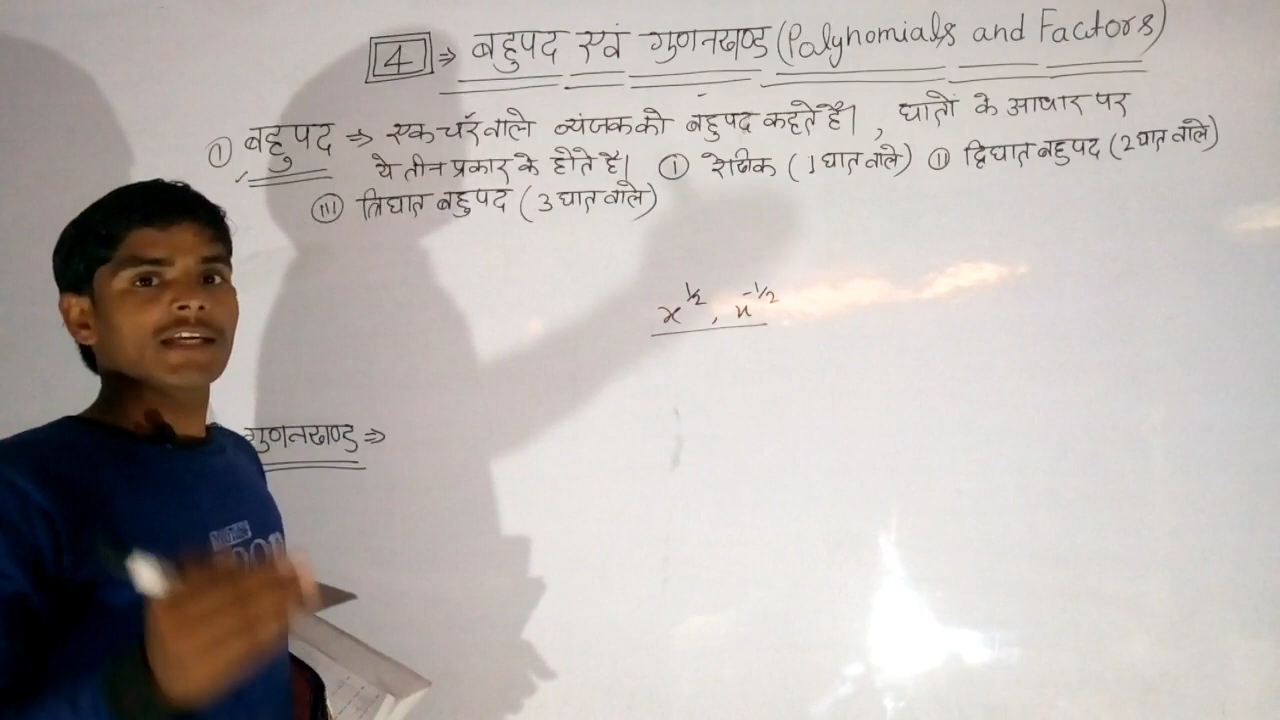 4 ⇒ बहुपद एवं गुणनखण्ड (Polynomials and Factors)
① बहुपद ⇒ एक चर वाले व्यंजक को बहुपद कहते है। , घातों के आधार पर
ये तीन प्रकार के होते है। ① रेखिक (1 घात वाले) ⑪ द्विघात बहुपद (2 घात वाले)
(iii) त्रिघात बहुपद (3 घात वाले)
x^1/2 , x^-1/2
गुणनखण्ड ⇒